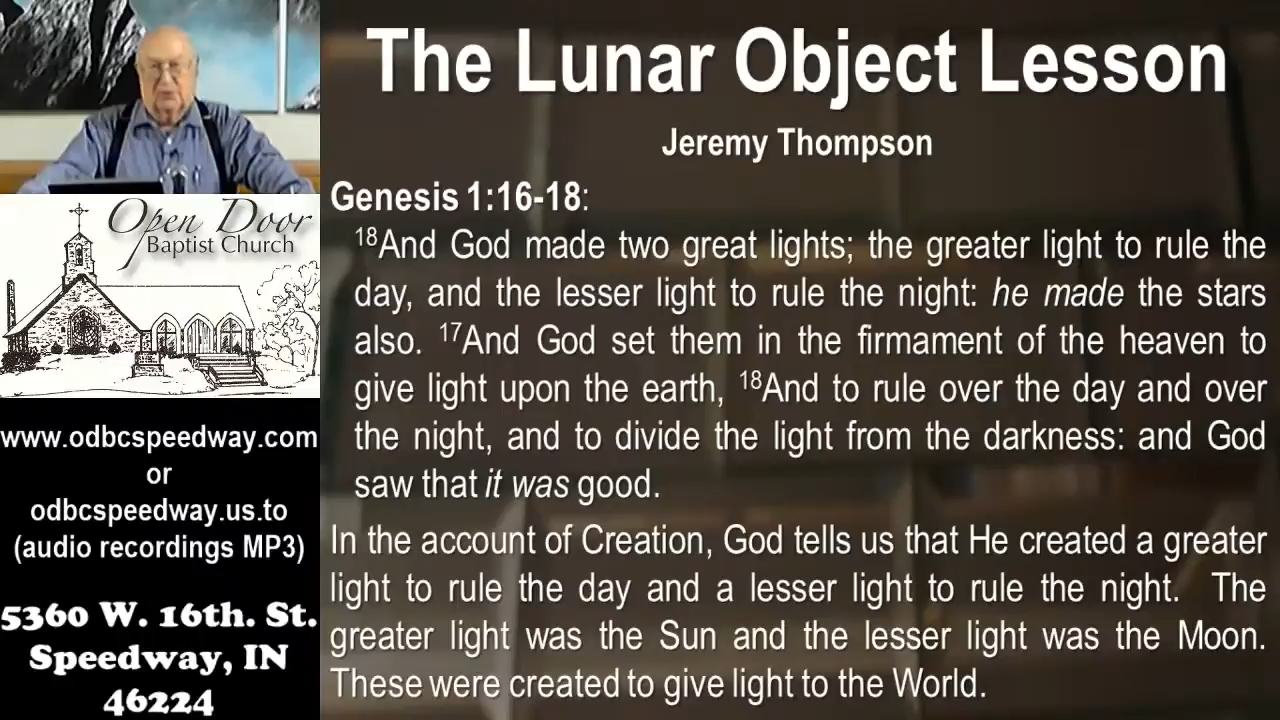 The Lunar Object Lesson
Jeremy Thompson
Genesis 1:16-18:
18And God made two great lights; the greater light to rule the
day, and the lesser light to rule the night: he made the stars
also. 17And God set them in the firmament of the heaven to
give light upon the earth, 18And to rule over the day and over
the night, and to divide the light from the darkness: and God
saw that it was good.
In the account of Creation, God tells us that He created a greater
light to rule the day and a lesser light to rule the night. The
greater light was the Sun and the lesser light was the Moon.
These were created to give light to the World.
Open Door
Baptist Church
www.odbcspeedway.com
or
odbcspeedway.us.to
(audio recordings MP3)
5360 W. 16th. St.
Speedway, IN
46224